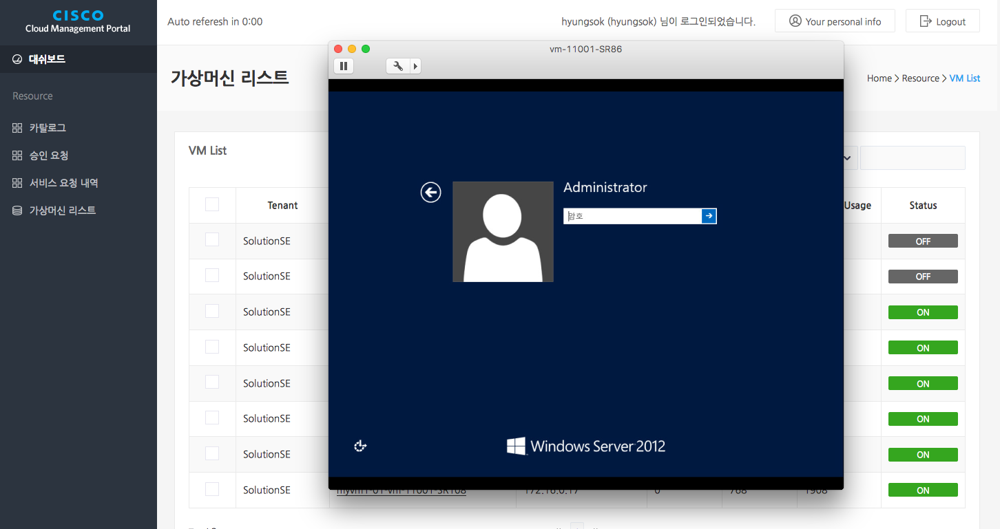 CISCO
Cloud Management Portal
Auto referesh in 0:00
hyungsok (hyungsok) 님이 로그인되었습니다.
Your personal info
Logout
대쉬보드
Resource
카탈로그
승인 요청
서비스 요청 내역
가상머신 리스트
가상머신 리스트
Home > Resource > VM List
VM List
Tenant
Usage
Status
SolutionSE
OFF
SolutionSE
OFF
SolutionSE
ON
SolutionSE
ON
SolutionSE
ON
SolutionSE
ON
SolutionSE
ON
SolutionSE
myvm1-01-vm-11001-SR108
172.16.0.17
0
768
1908
ON
vm-11001-SR86
Administrator
암호
Windows Server 2012